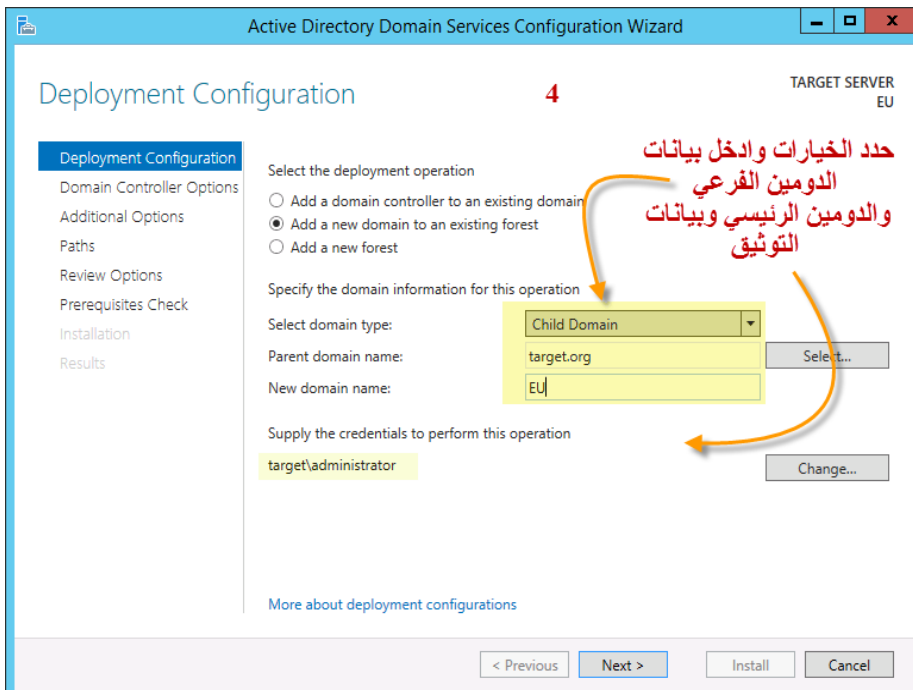 Active Directory Domain Services Configuration Wizard
Deployment Configuration
4
TARGET SERVER
EU
حدد الخيارات وادخل بيانات
الدومين الفرعي
والدومين الرئيسي وبيانات
التوثيق
Deployment Configuration
Domain Controller Options
Additional Options
Paths
Review Options
Prerequisites Check
Installation
Results
Select the deployment operation
Add a domain controller to an existing domain
Add a new domain to an existing forest
Add a new forest
Specify the domain information for this operation
Select domain type:
Child Domain
Parent domain name:
target.org
Select...
New domain name:
EU
Supply the credentials to perform this operation
target\administrator
Change...
More about deployment configurations
< Previous
Next >
Install
Cancel